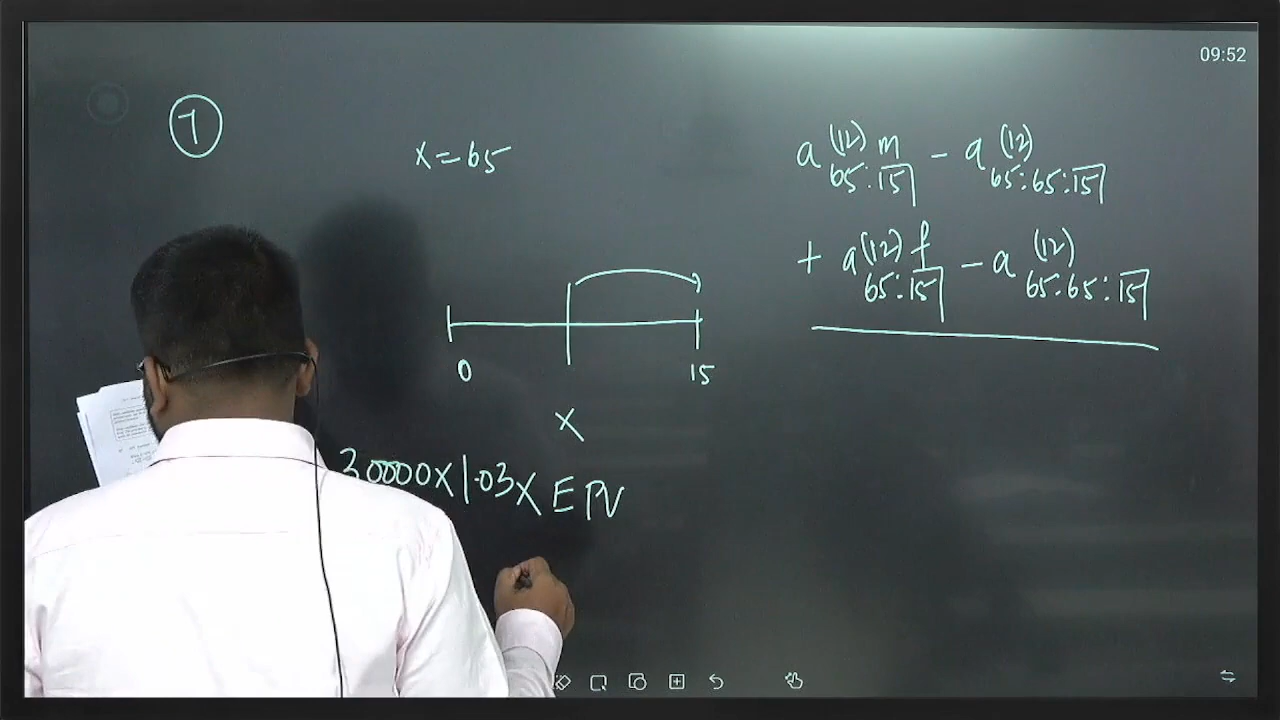 09:52
7
x = 65
a (12) m 65:15 - a (12) 65:65:15
+ a (12) f 65:15 - a (12) 65:65:15
0 15
X
30000 X 1.03 X EPV